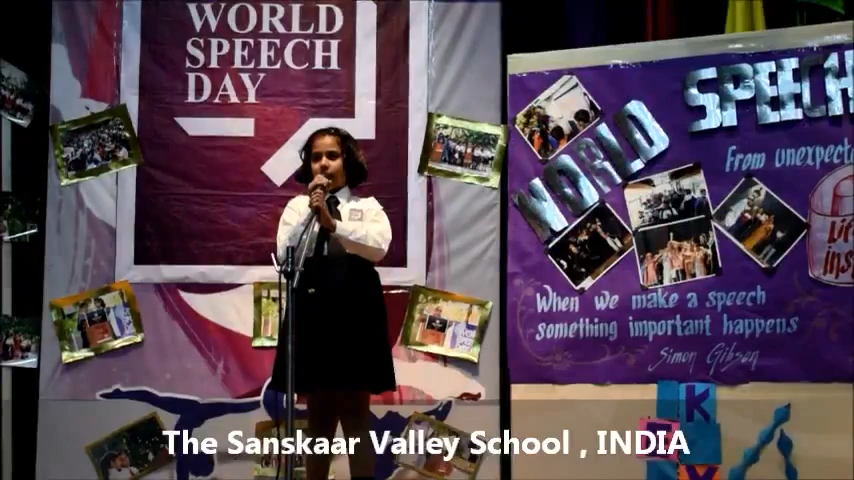 WORLD
SPEECH
DAY
WORLD SPEECH
From unexpect
When we make a speech
something important happens
Simon Gibson
The Sanskaar Valley School , INDIA